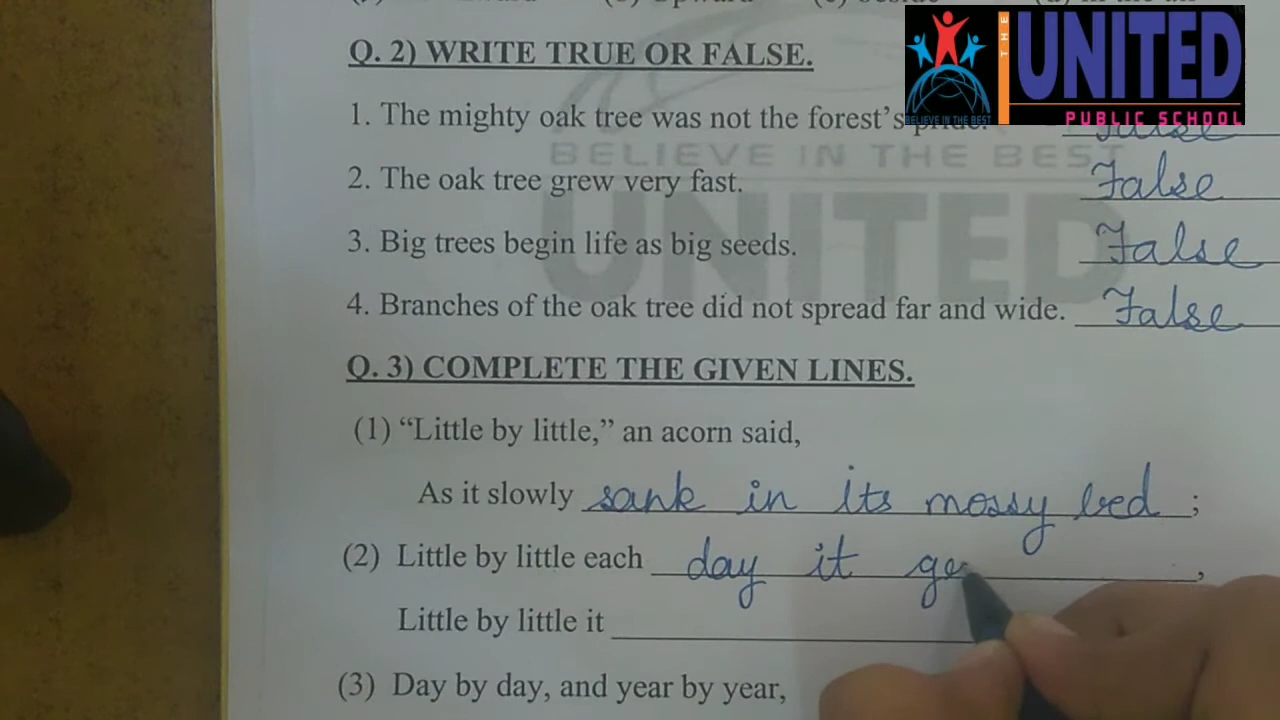 THE UNITED
PUBLIC SCHOOL
BELIEVE IN THE BEST
Q. 2) WRITE TRUE OR FALSE.
1. The mighty oak tree was not the forest's pride. False
BELIEVE IN THE BEST
UNITED
2. The oak tree grew very fast. False
3. Big trees begin life as big seeds. False
4. Branches of the oak tree did not spread far and wide. False
Q. 3) COMPLETE THE GIVEN LINES.
(1) “Little by little,” an acorn said,
As it slowly sank in its mossy bed ;
(2) Little by little each day it ge ,
Little by little it
(3) Day by day, and year by year,